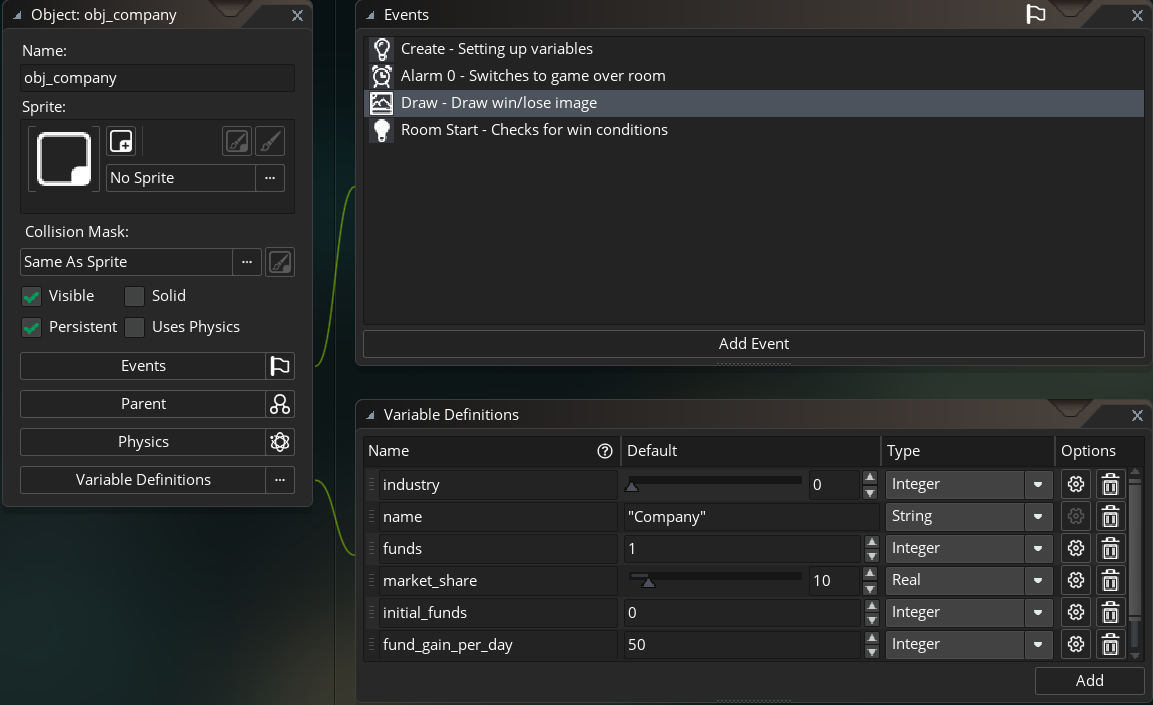 Object: obj_company
Name:
obj_company
Sprite:
No Sprite
...
Collision Mask:
Same As Sprite
...
Visible
Solid
Persistent
Uses Physics
Events
Parent
Physics
Variable Definitions
...
Events
Create - Setting up variables
Alarm 0 - Switches to game over room
Draw - Draw win/lose image
Room Start - Checks for win conditions
Add Event
Variable Definitions
Name ? Default Type Options
industry 0 Integer
name "Company" String
funds 1 Integer
market_share 10 Real
initial_funds 0 Integer
fund_gain_per_day 50 Integer
Add